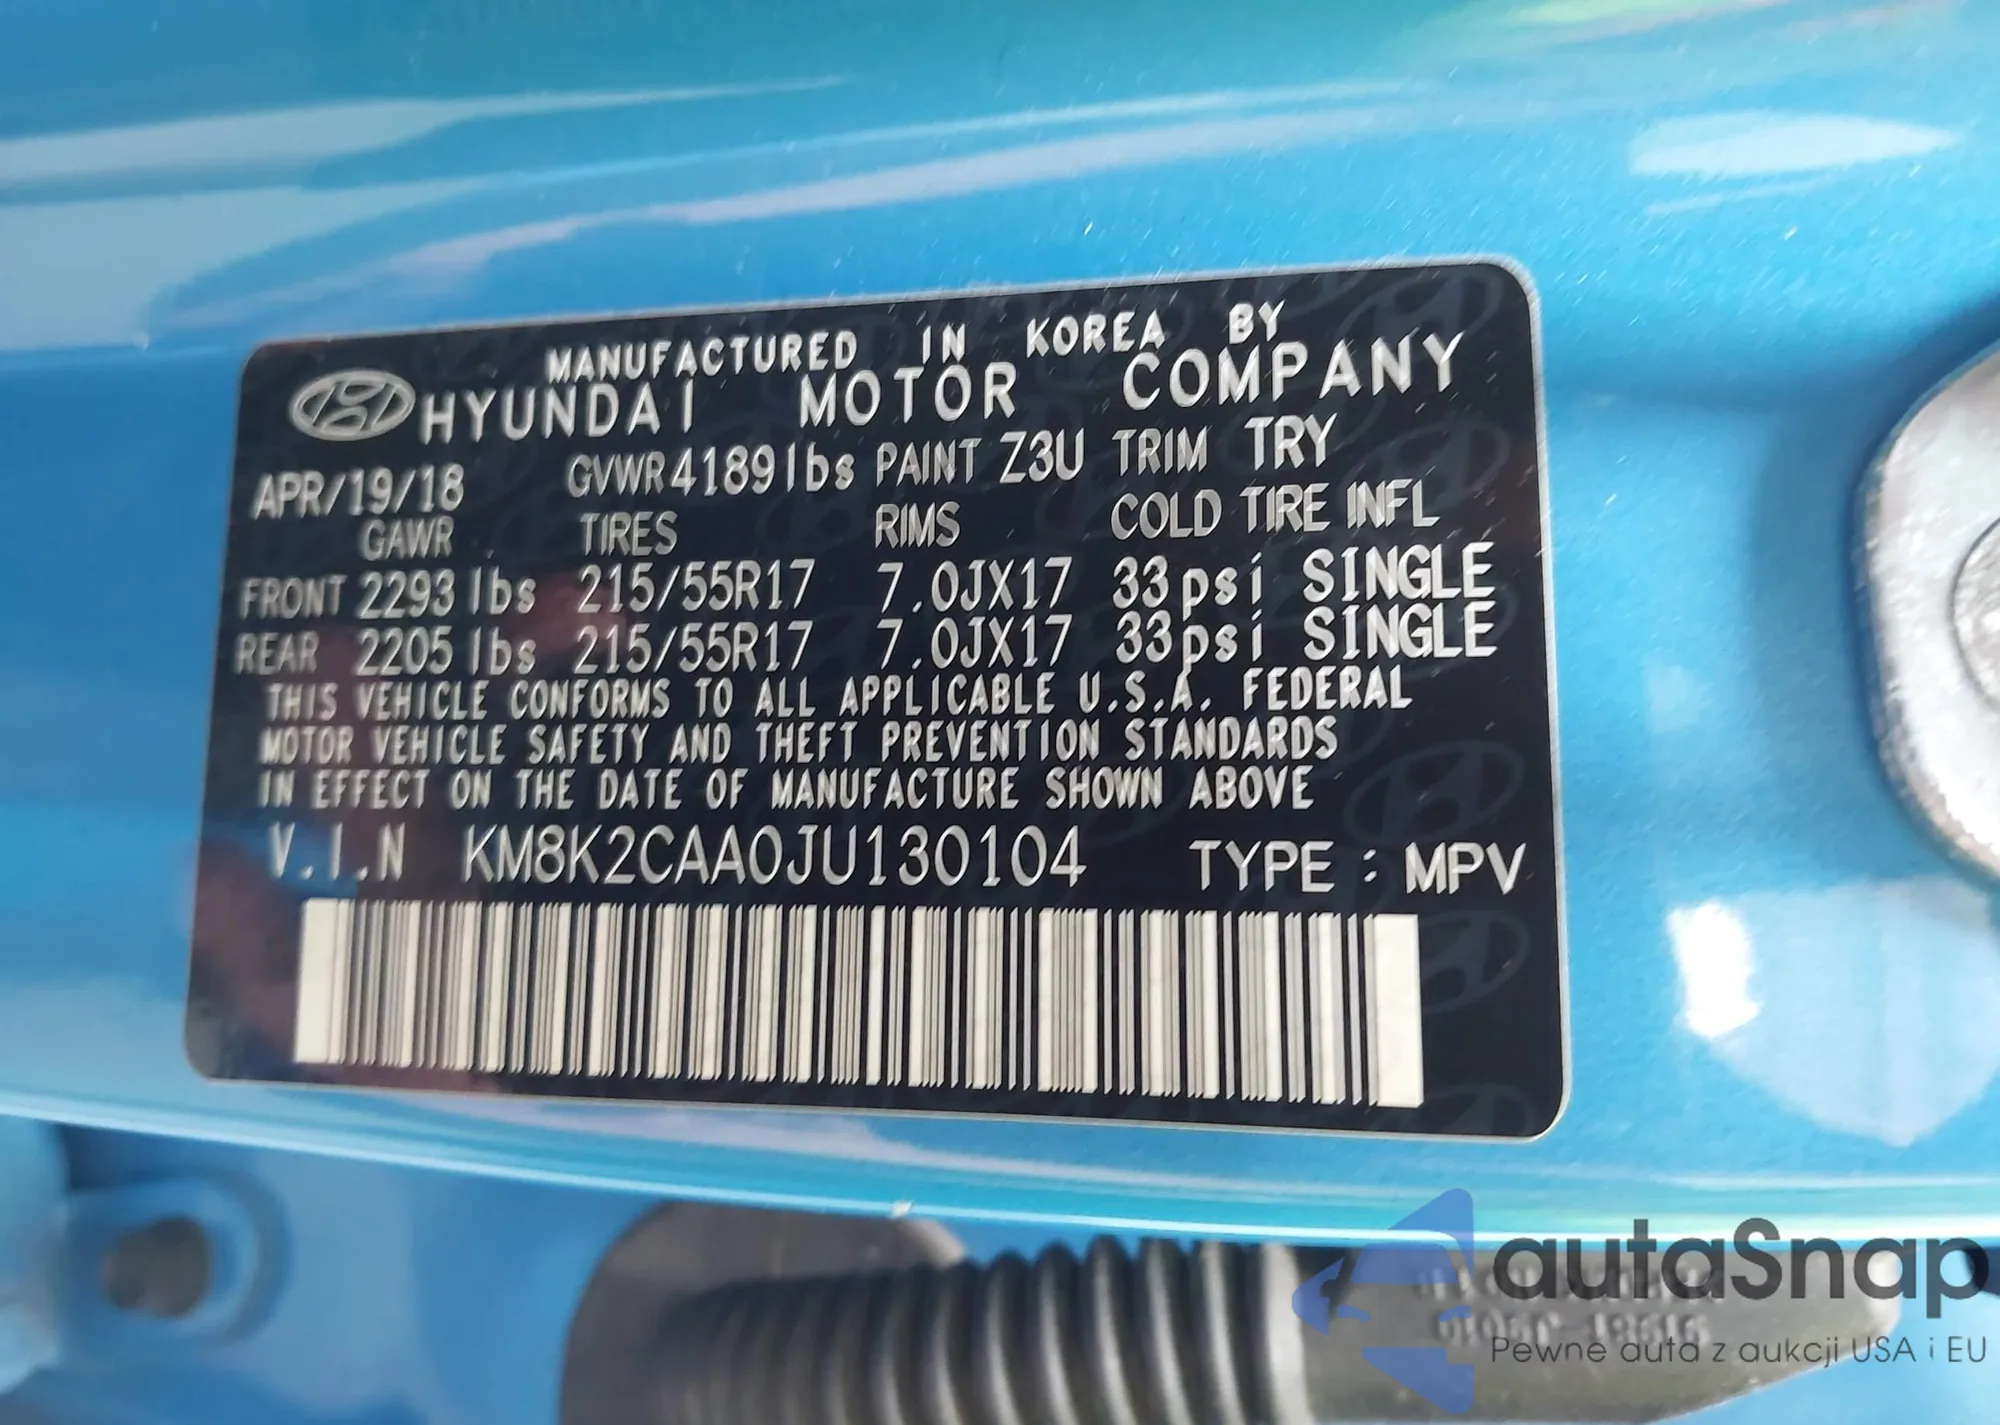 MANUFACTURED IN KOREA BY
HYUNDAI MOTOR COMPANY
APR/19/18 GVWR 4189lbs PAINT Z3U TRIM TRY
GAWR TIRES RIMS COLD TIRE INFL
FRONT 2293 lbs 215/55R17 7.0JX17 33psi SINGLE
REAR 2205 lbs 215/55R17 7.0JX17 33psi SINGLE
THIS VEHICLE CONFORMS TO ALL APPLICABLE U.S.A. FEDERAL
MOTOR VEHICLE SAFETY AND THEFT PREVENTION STANDARDS
IN EFFECT ON THE DATE OF MANUFACTURE SHOWN ABOVE
V.I.N KM8K2CAA0JU130104 TYPE : MPV
autaSnap
Pewne auta z aukcji USA i EU